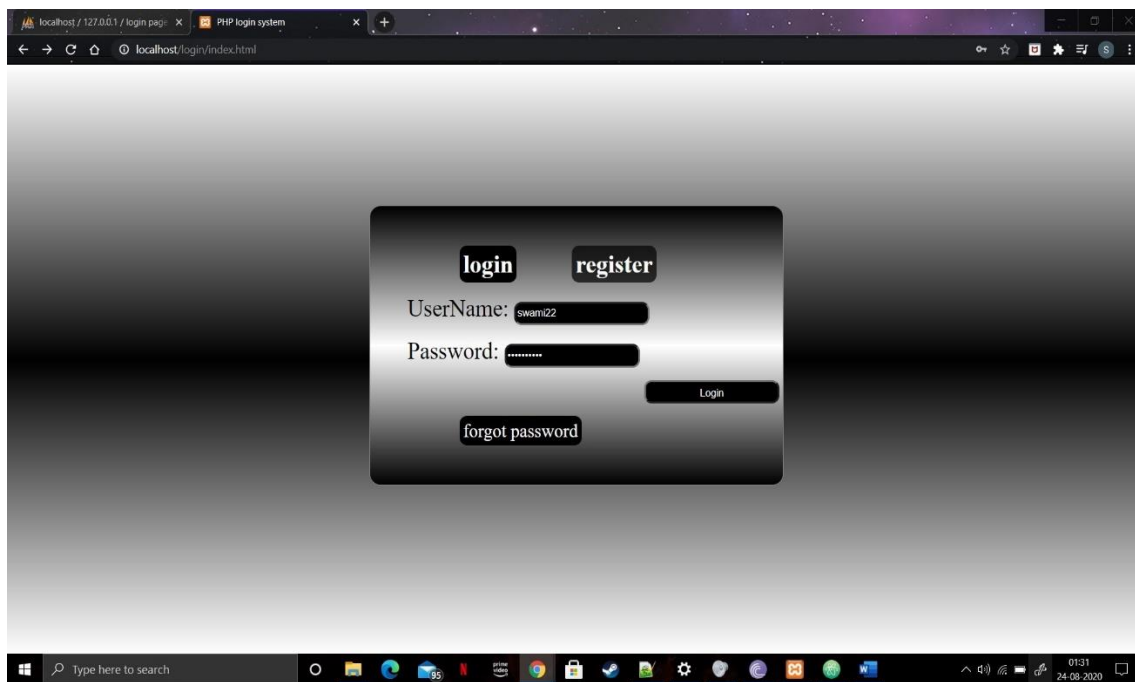 localhost / 127.0.0.1 / login page
PHP login system
localhost/login/index.html
S
login register
UserName: swami22
Password: ··········
Login
forgot password
Type here to search
95
N
prime video
W
01:31
24-08-2020